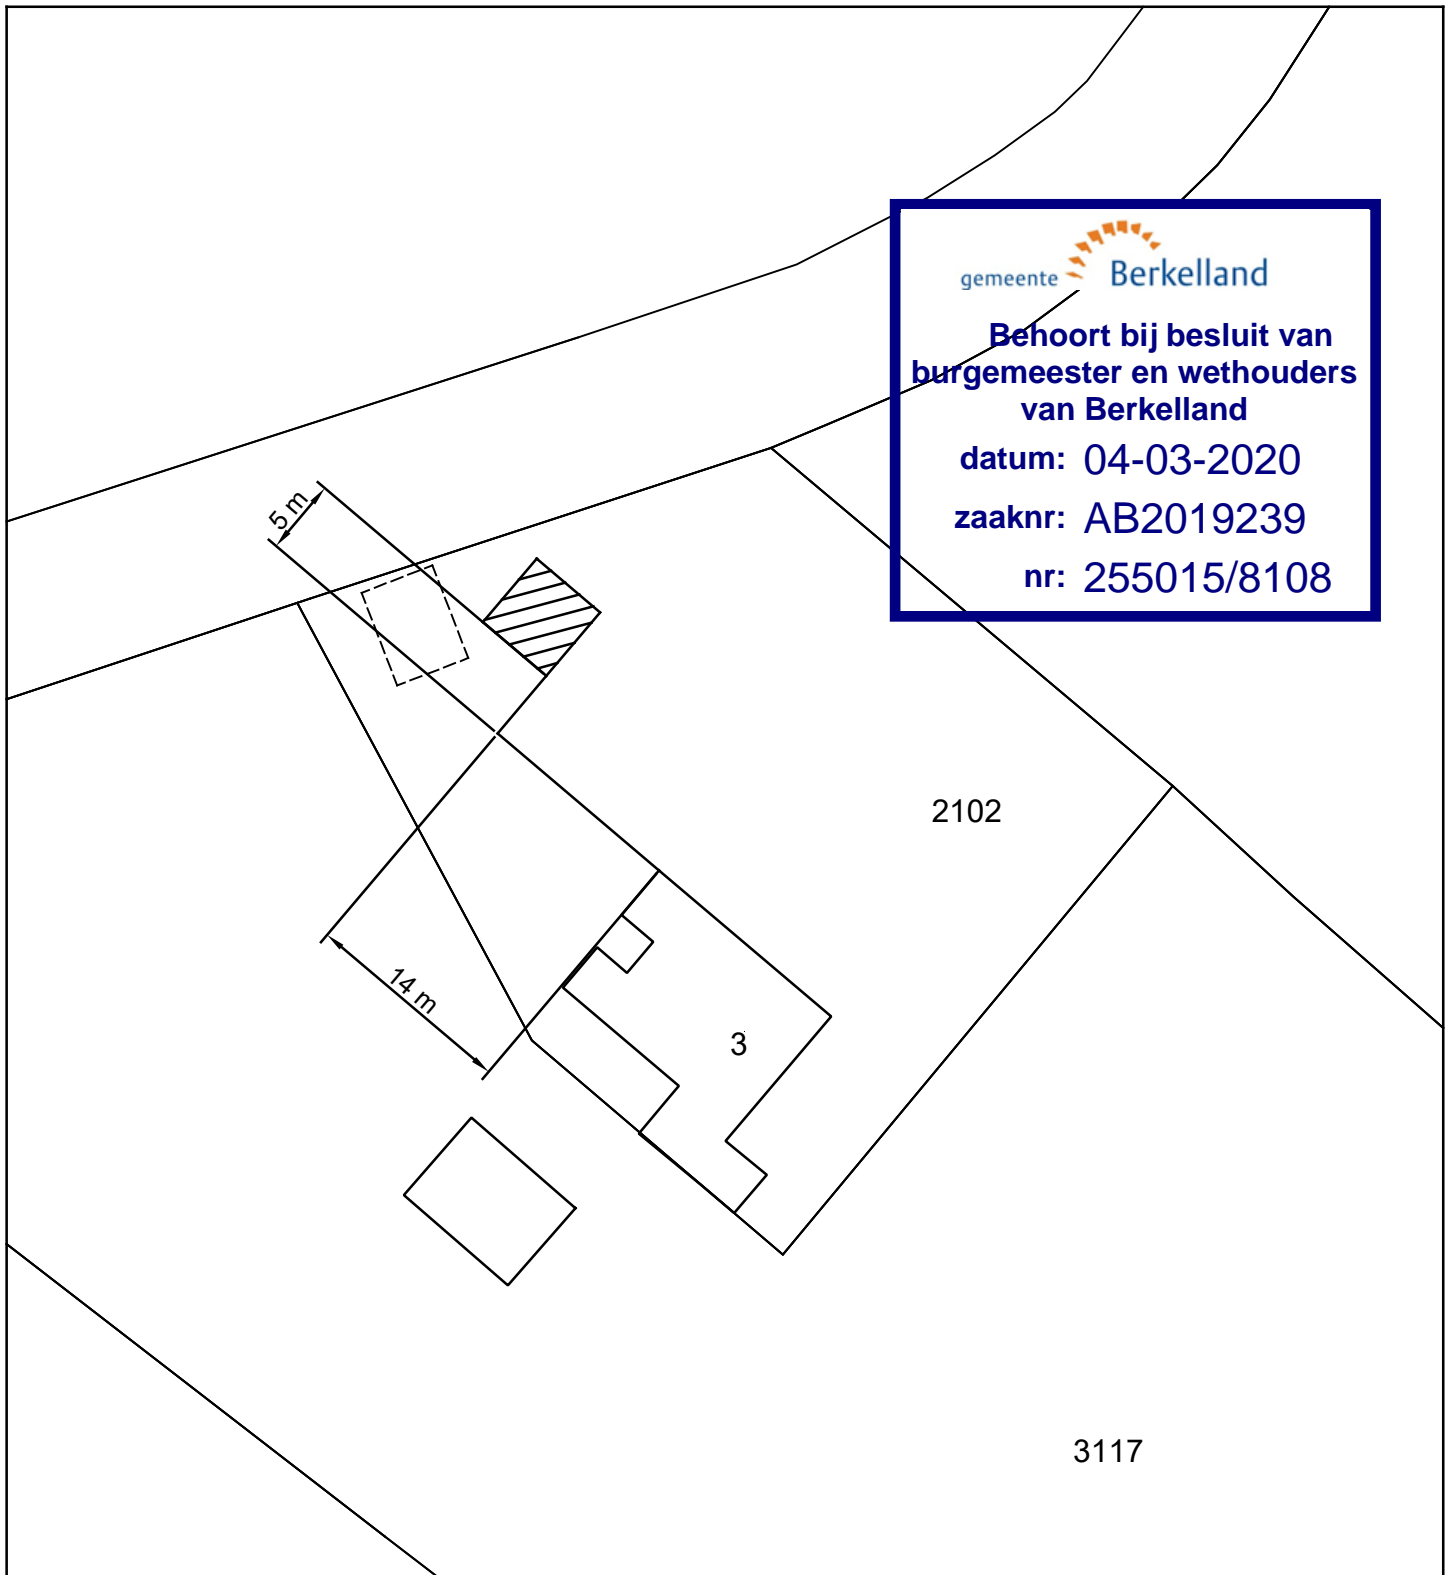 gemeente Berkelland
Behoort bij besluit van
burgemeester en wethouders
van Berkelland
datum: 04-03-2020
zaaknr: AB2019239
nr: 255015/8108
5 m
2102
14 m
3
3117